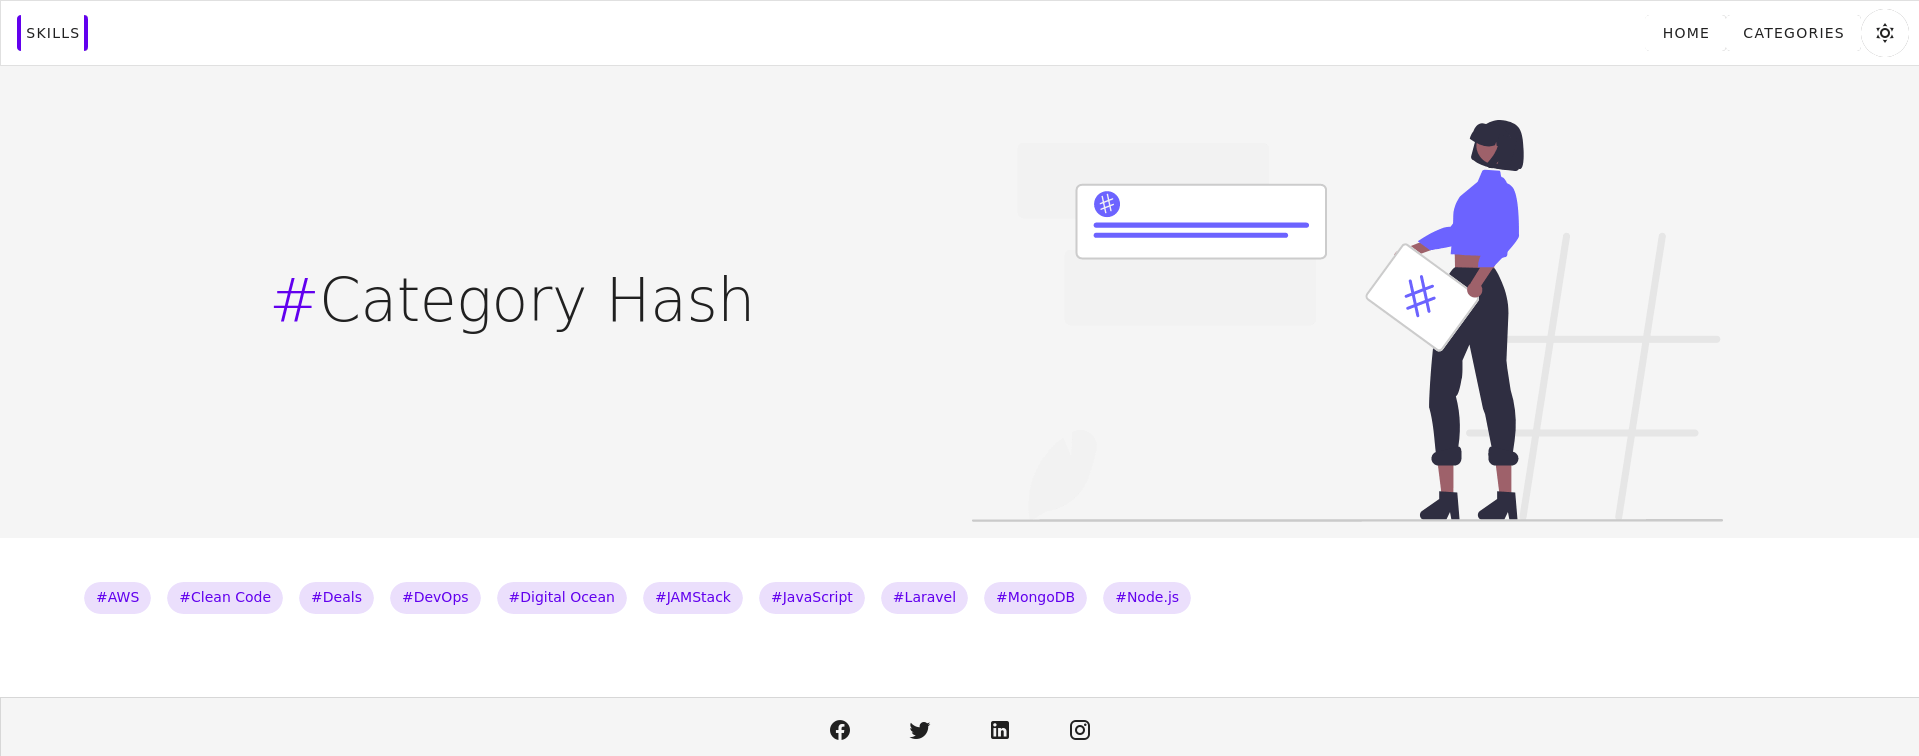 SKILLS
HOME CATEGORIES
#
#Category Hash
#
#AWS #Clean Code #Deals #DevOps #Digital Ocean #JAMStack #JavaScript #Laravel #MongoDB #Node.js